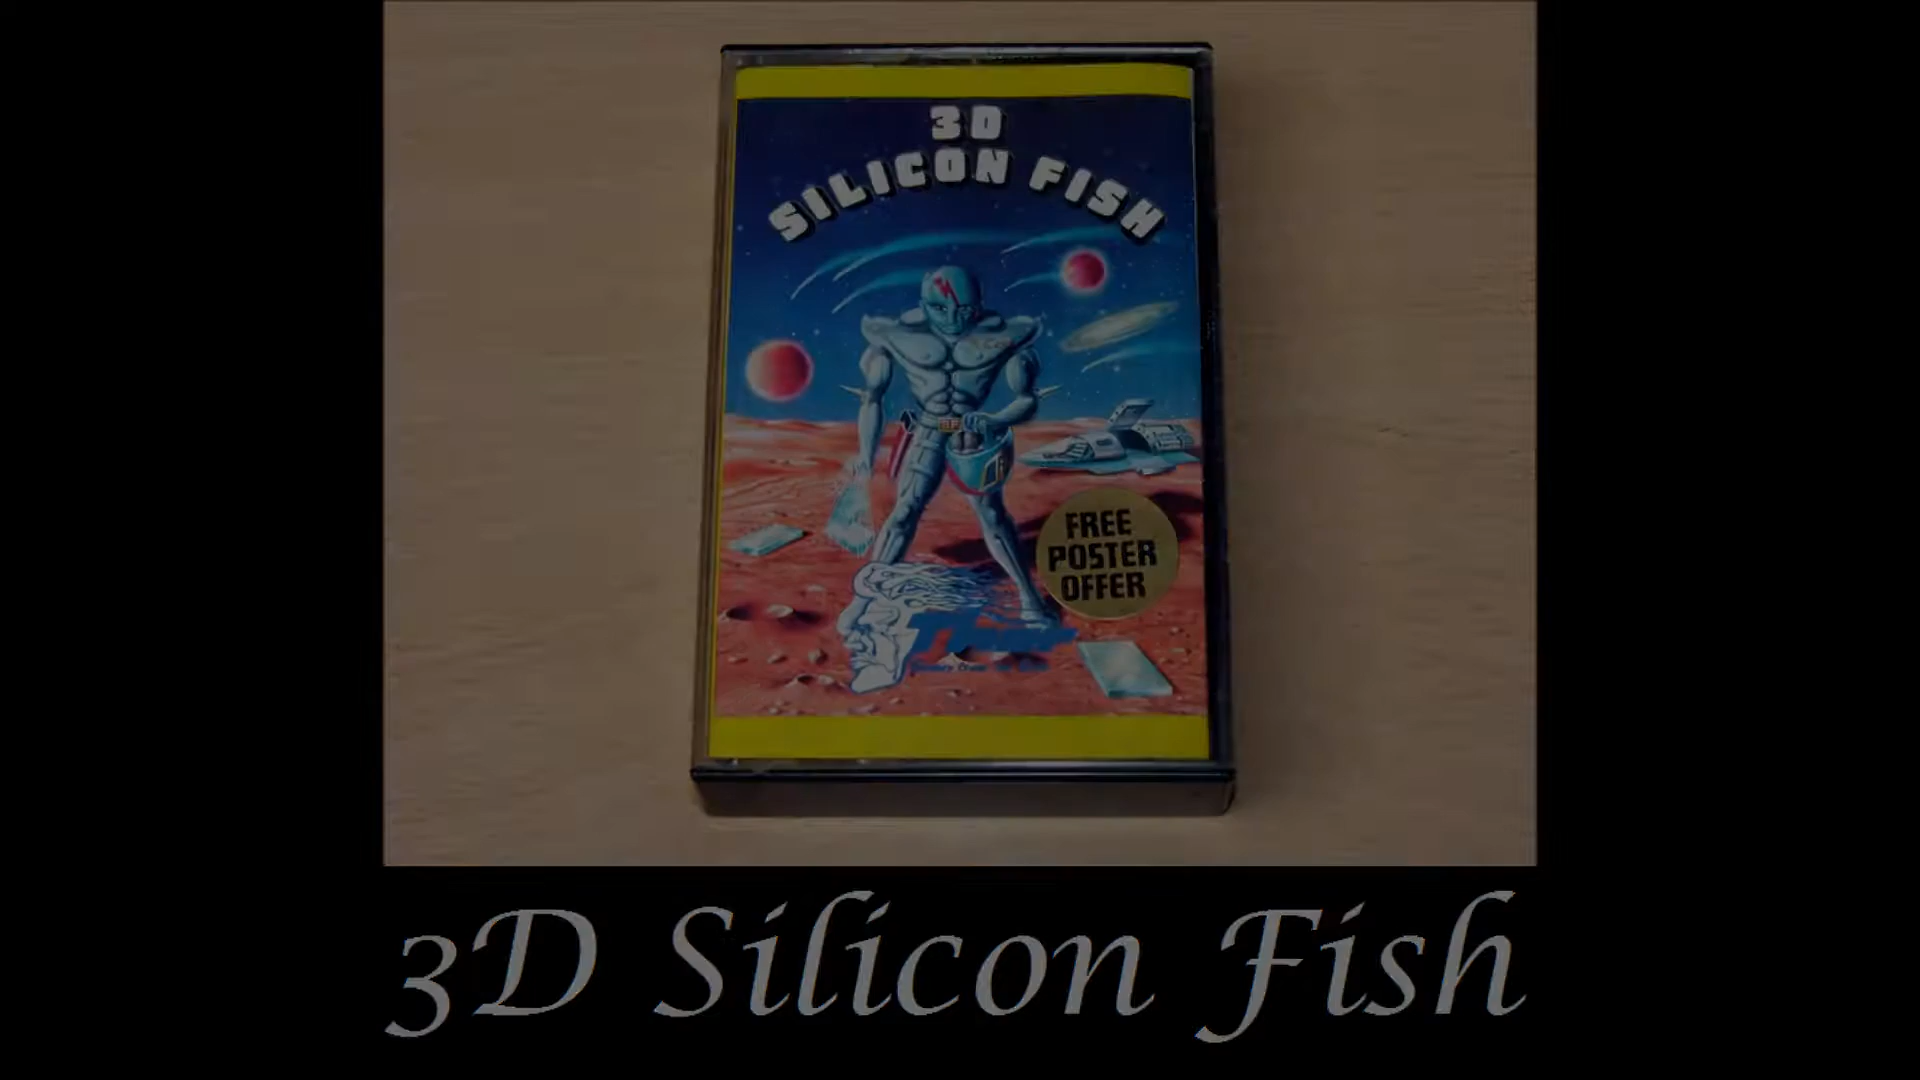 3D
SILICON FISH
FREE
POSTER
OFFER
3D Silicon Fish